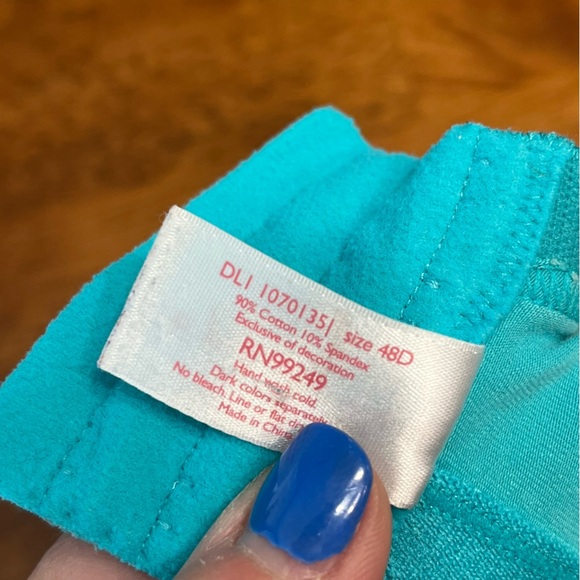 DLI 10701351 size 48D
90% Cotton 10% Spandex
Exclusive of decoration
RN99249
Hand wash cold.
Dark colors separately
No bleach. Line or flat
Made in China